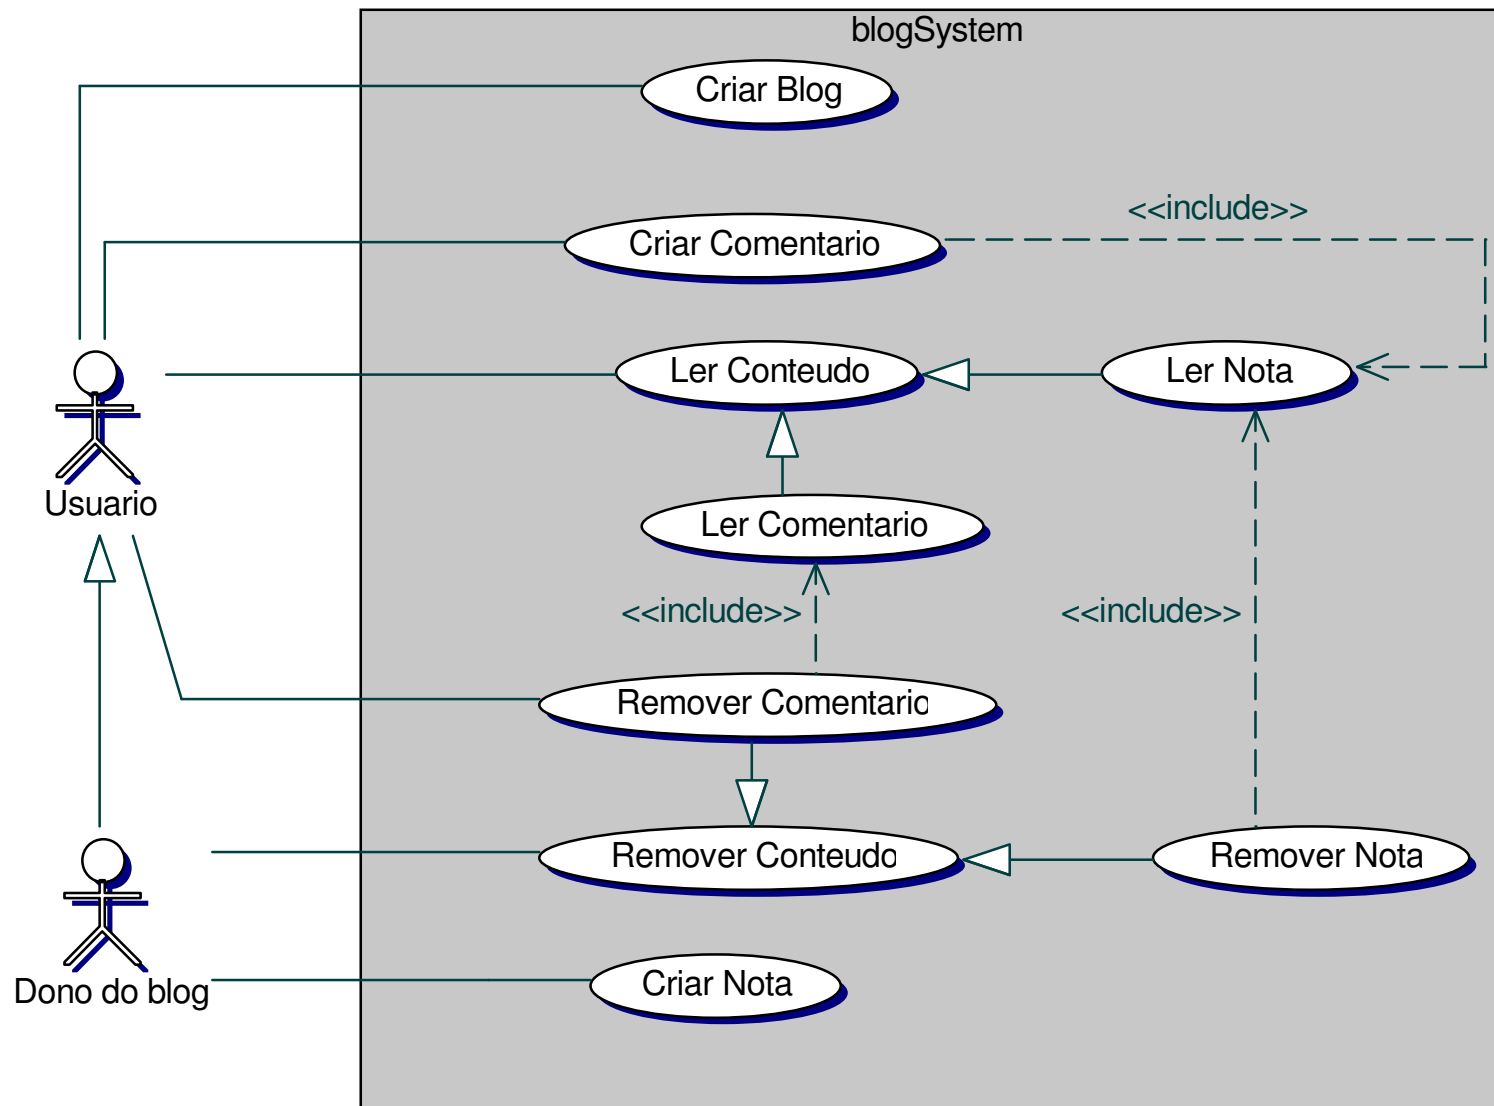 blogSystem
Criar Blog
<<include>>
Criar Comentario
Ler Conteudo
Ler Nota
Usuario
Ler Comentario
<<include>>
<<include>>
Remover Comentario
Remover Conteudo
Remover Nota
Dono do blog
Criar Nota